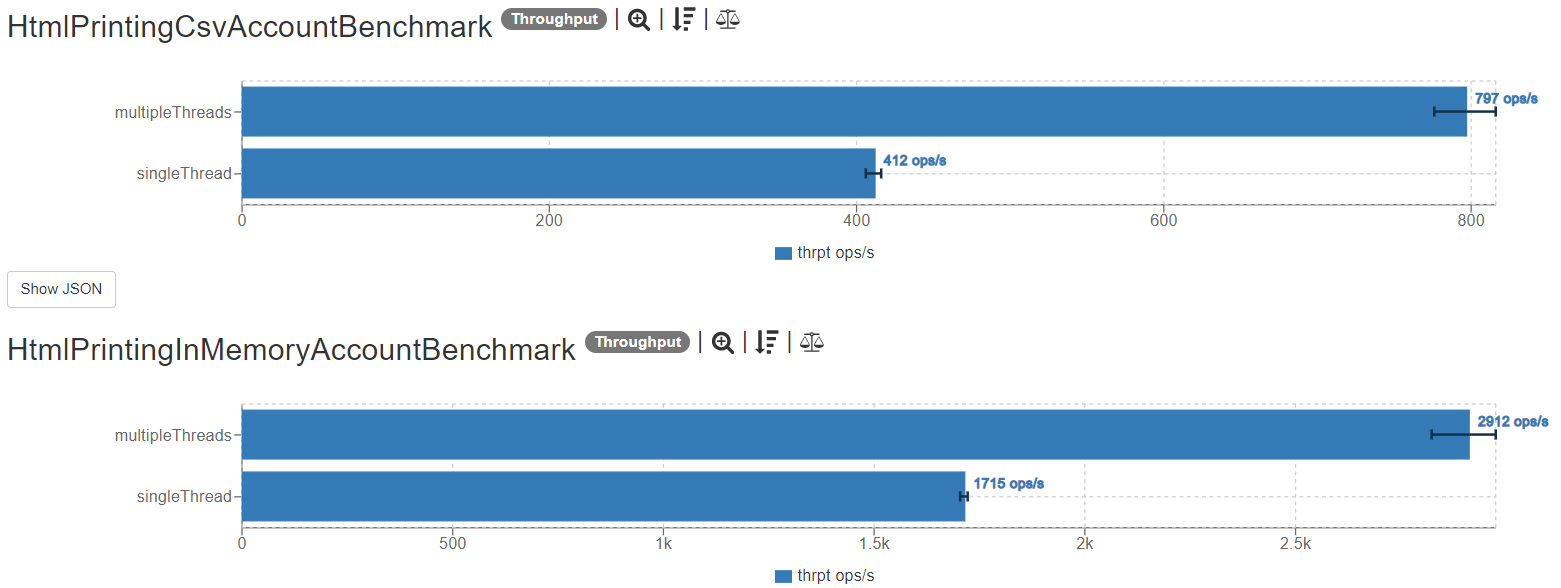 HtmlPrintingCsvAccountBenchmark Throughput
multipleThreads 797 ops/s
singleThread 412 ops/s
0 200 400 600 800
thrpt ops/s
Show JSON
HtmlPrintingInMemoryAccountBenchmark Throughput
multipleThreads 2912 ops/s
singleThread 1715 ops/s
0 500 1k 1.5k 2k 2.5k
thrpt ops/s